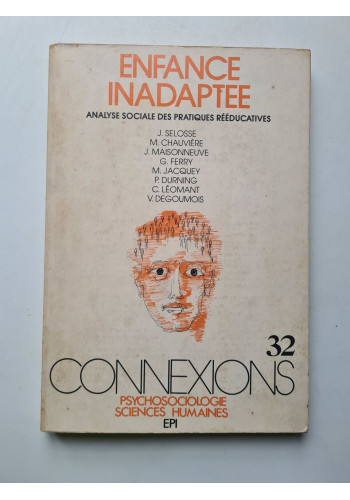 ENFANCE
INADAPTEE
ANALYSE SOCIALE DES PRATIQUES RÉÉDUCATIVES
J. SELOSSE
M. CHAUVIÈRE
J. MAISONNEUVE
G. FERRY
M. JACQUEY
P. DURNING
C. LÉOMANT
V. DEGOUMOIS
32
CONNEXIONS
PSYCHOSOCIOLOGIE
SCIENCES HUMAINES
EPI